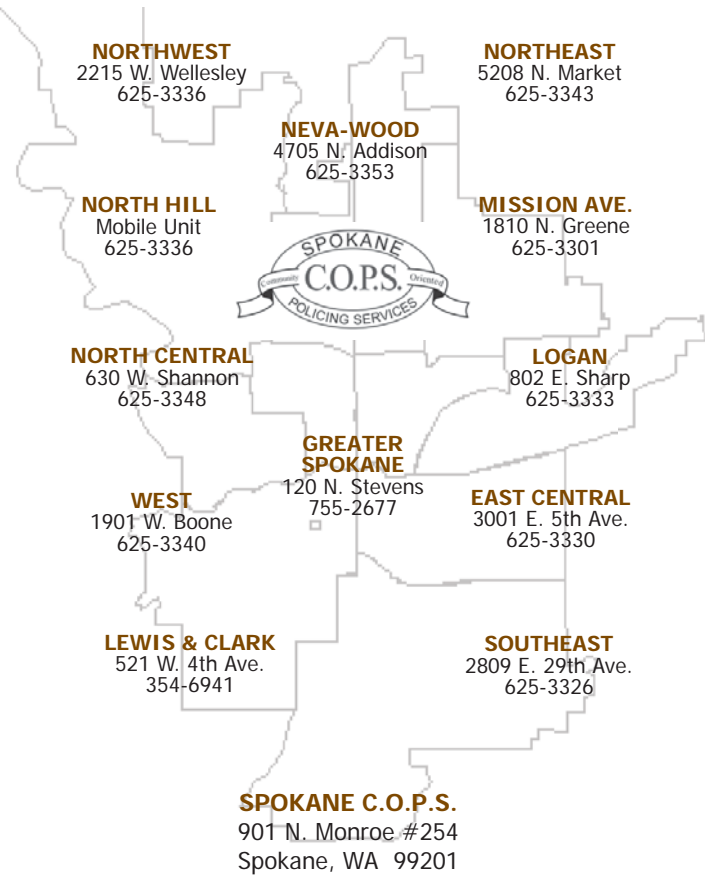 NORTHWEST
2215 W. Wellesley
625-3336
NORTHEAST
5208 N. Market
625-3343
NEVA-WOOD
4705 N. Addison
625-3353
NORTH HILL
Mobile Unit
625-3336
MISSION AVE.
1810 N. Greene
625-3301
SPOKANE
Community C.O.P.S. Oriented
POLICING SERVICES
NORTH CENTRAL
630 W. Shannon
625-3348
LOGAN
802 E. Sharp
625-3333
GREATER
SPOKANE
120 N. Stevens
755-2677
WEST
1901 W. Boone
625-3340
EAST CENTRAL
3001 E. 5th Ave.
625-3330
LEWIS & CLARK
521 W. 4th Ave.
354-6941
SOUTHEAST
2809 E. 29th Ave.
625-3326
SPOKANE C.O.P.S.
901 N. Monroe #254
Spokane, WA 99201